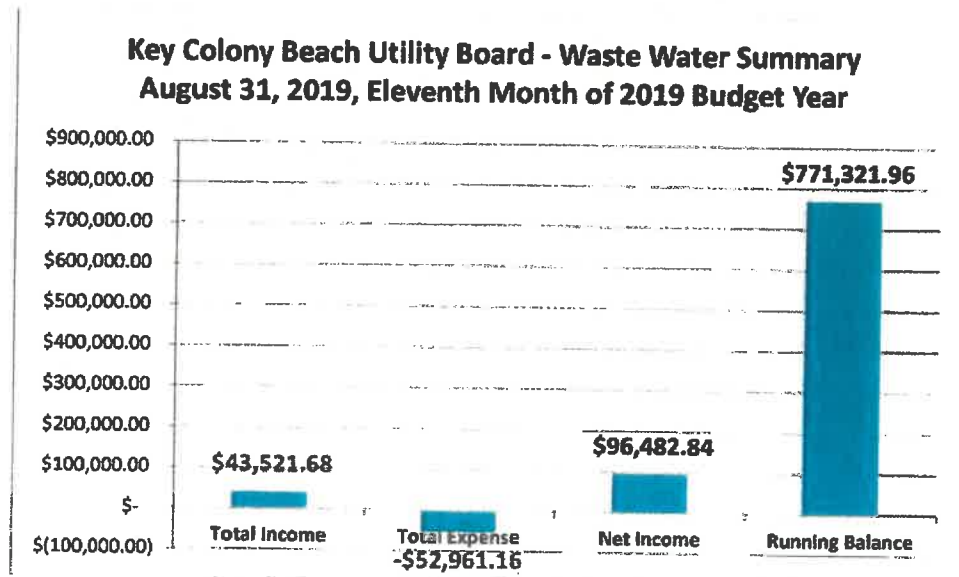 Key Colony Beach Utility Board - Waste Water Summary
August 31, 2019, Eleventh Month of 2019 Budget Year
$900,000.00
$800,000.00
$700,000.00
$600,000.00
$500,000.00
$400,000.00
$300,000.00
$200,000.00
$100,000.00
$-
$(100,000.00)
$43,521.68
Total Income
Total Expense
-$52,961.16
$96,482.84
Net Income
$771,321.96
Running Balance